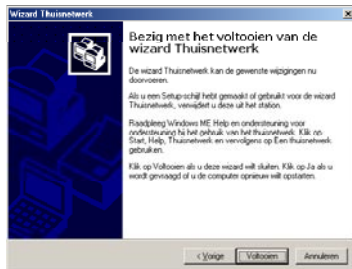 Wizard Thuisnetwerk
Bezig met het voltooien van de
wizard Thuisnetwerk
De wizard Thuisnetwerk kan de gewenste wijzigingen nu
doorvoeren.
Als u een Setup-schijf hebt gemaakt of gebruikt voor de wizard
Thuisnetwerk, verwijdert u deze uit het station.
Raadpleeg Windows ME Help en ondersteuning voor
ondersteuning bij het gebruik van het thuisnetwerk. Klik op
Start, Help, Thuisnetwerk en vervolgens op Een thuisnetwerk
gebruiken.
Klik op Voltooien als u deze wizard wilt sluiten. Klik op Ja als u
wordt gevraagd of u de computer opnieuw wilt opstarten.
< Vorige Voltooien Annuleren